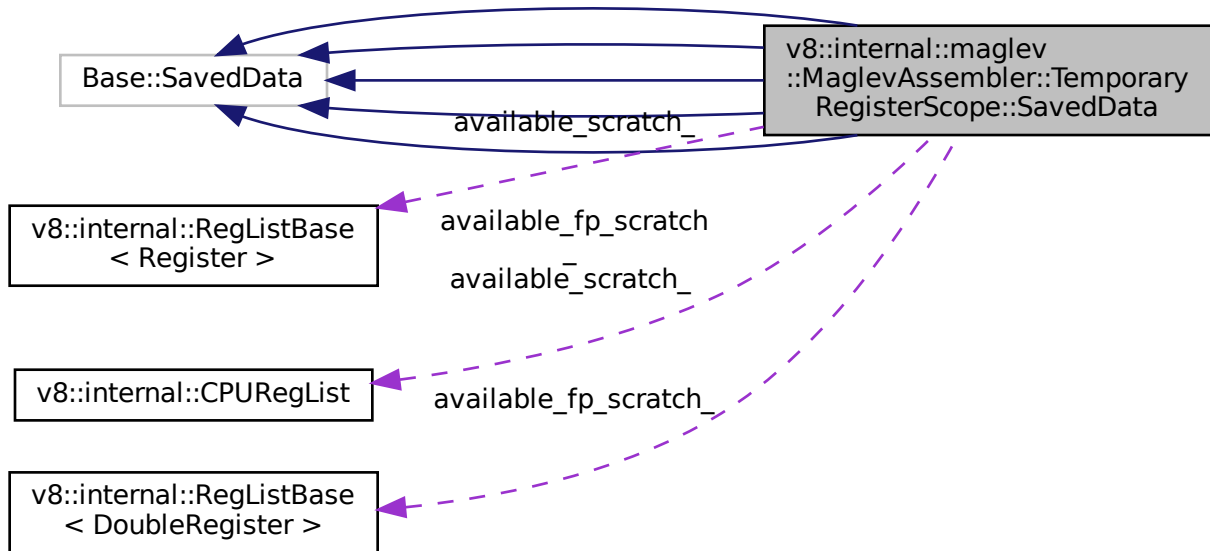 v8::internal::maglev
::MaglevAssembler::Temporary
RegisterScope::SavedData
Base::SavedData
available_scratch_
v8::internal::RegListBase
< Register >
available_fp_scratch
_
available_scratch_
v8::internal::CPURegList
available_fp_scratch_
v8::internal::RegListBase
< DoubleRegister >